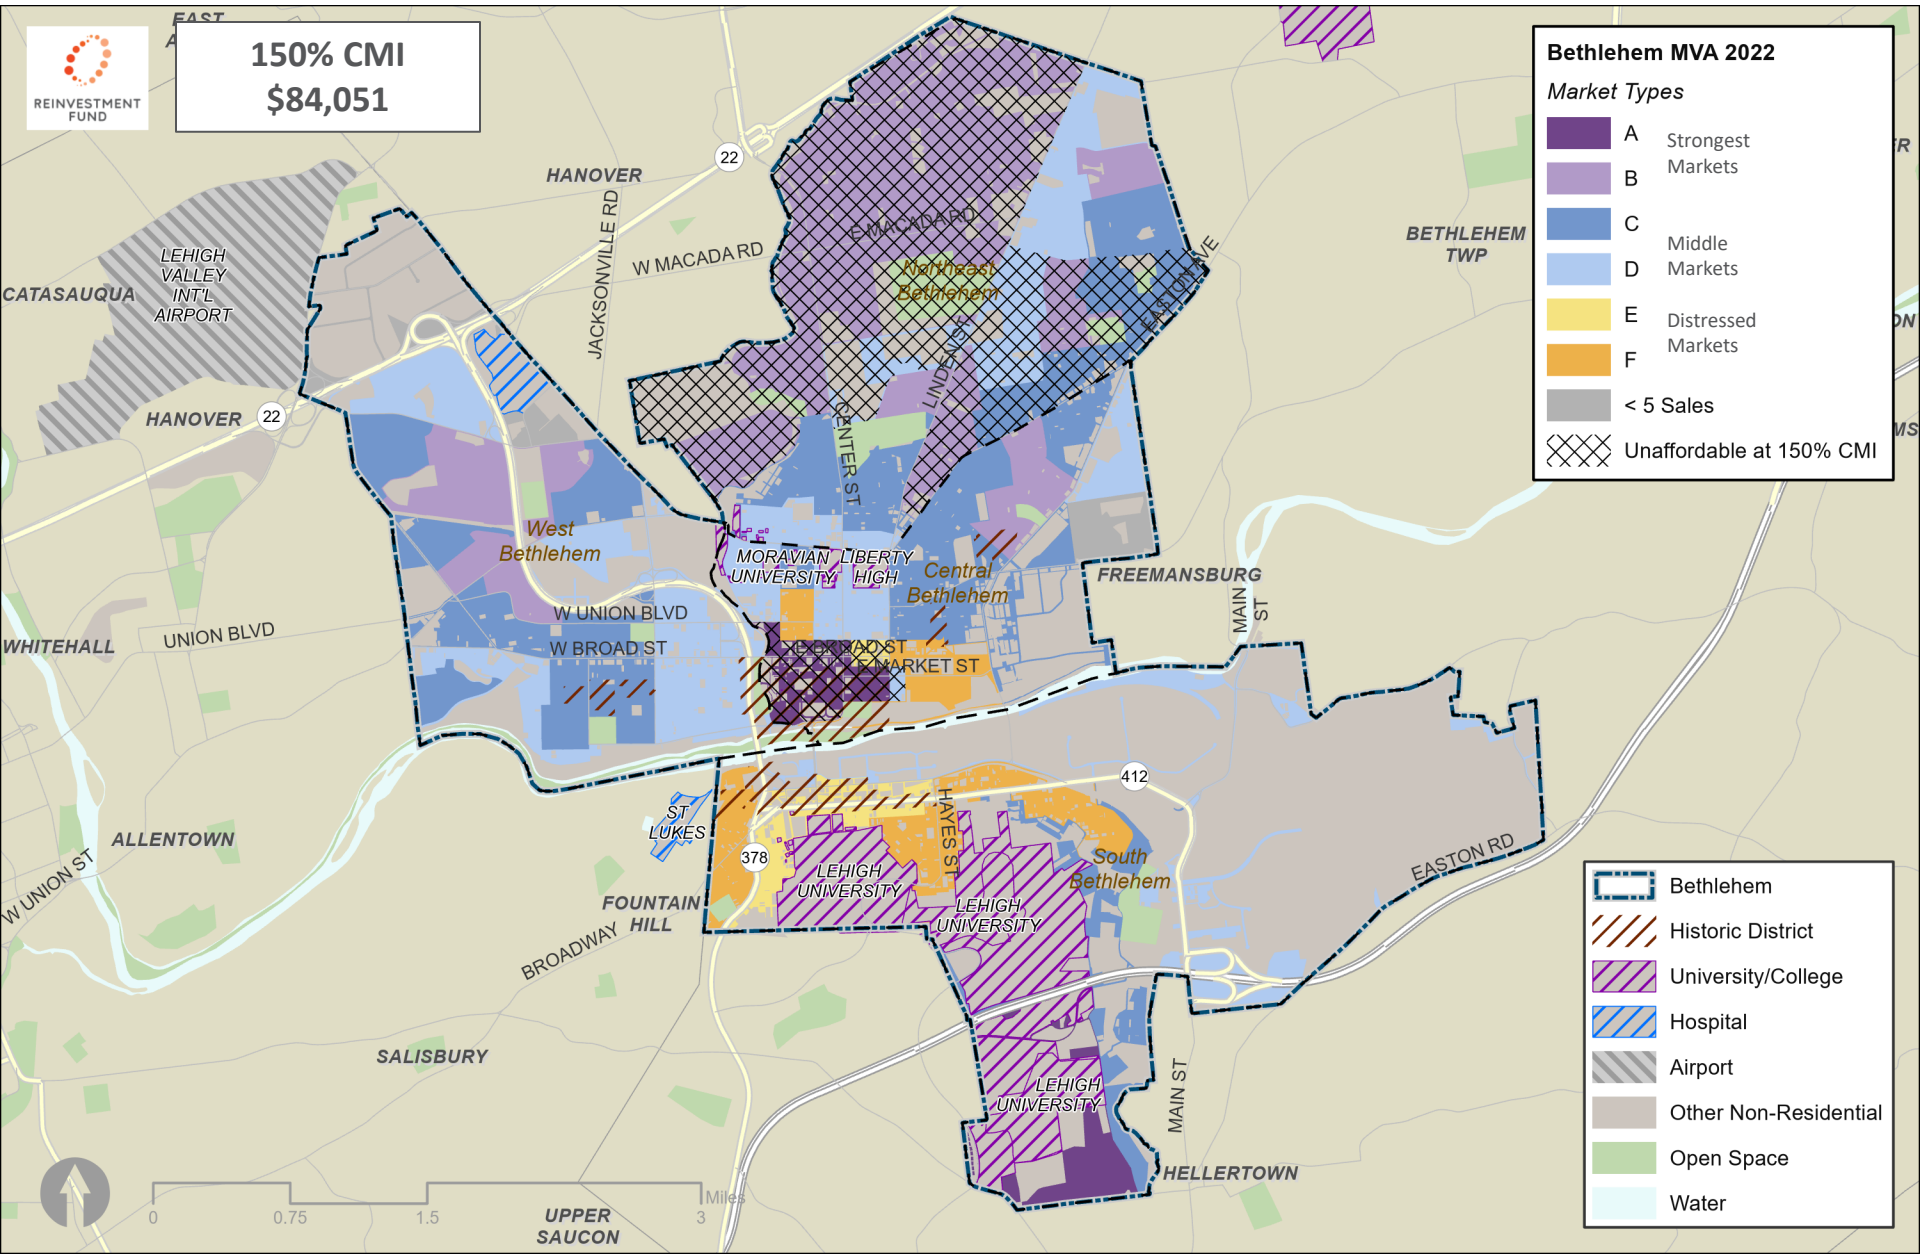 EAST
REINVESTMENT
FUND
150% CMI
$84,051
Bethlehem MVA 2022
Market Types
A
Strongest
Markets
B
C
Middle
Markets
D
E
Distressed
Markets
F
< 5 Sales
Unaffordable at 150% CMI
22
HANOVER
JACKSONVILLE RD
W MACADA RD
E MACADA RD
LEHIGH
VALLEY
INT'L
AIRPORT
CATASAUQUA
BETHLEHEM
TWP
Northeast
Bethlehem
EASTON AVE
LINDEN ST
CENTER ST
HANOVER
22
West
Bethlehem
MORAVIAN
UNIVERSITY
LIBERTY
HIGH
Central
Bethlehem
FREEMANSBURG
MAIN
ST
WHITEHALL
UNION BLVD
W UNION BLVD
W BROAD ST
E BROAD ST
E MARKET ST
412
HAYES ST
ST
LUKES
ALLENTOWN
W UNION ST
378
LEHIGH
UNIVERSITY
South
Bethlehem
EASTON RD
LEHIGH
UNIVERSITY
FOUNTAIN
HILL
BROADWAY
SALISBURY
LEHIGH
UNIVERSITY
MAIN ST
HELLERTOWN
UPPER
SAUCON
0
0.75
1.5
3
Miles
Bethlehem
Historic District
University/College
Hospital
Airport
Other Non-Residential
Open Space
Water